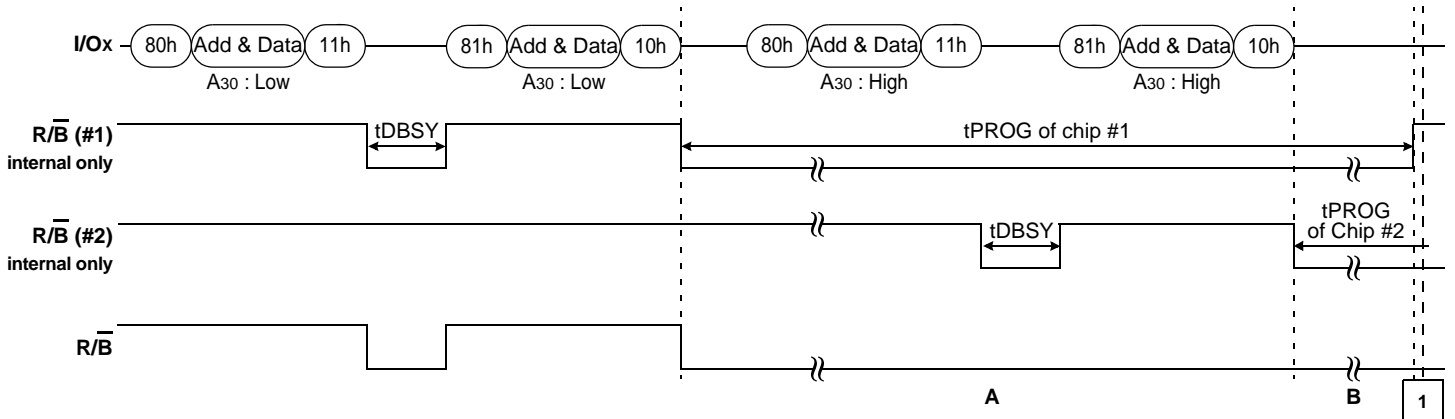 I/Ox 80h Add & Data 11h 81h Add & Data 10h 80h Add & Data 11h 81h Add & Data 10h
A30 : Low A30 : Low A30 : High A30 : High
R/B (#1)
internal only
tDBSY
tPROG of chip #1
R/B (#2)
internal only
tDBSY
tPROG
of Chip #2
R/B
A B 1